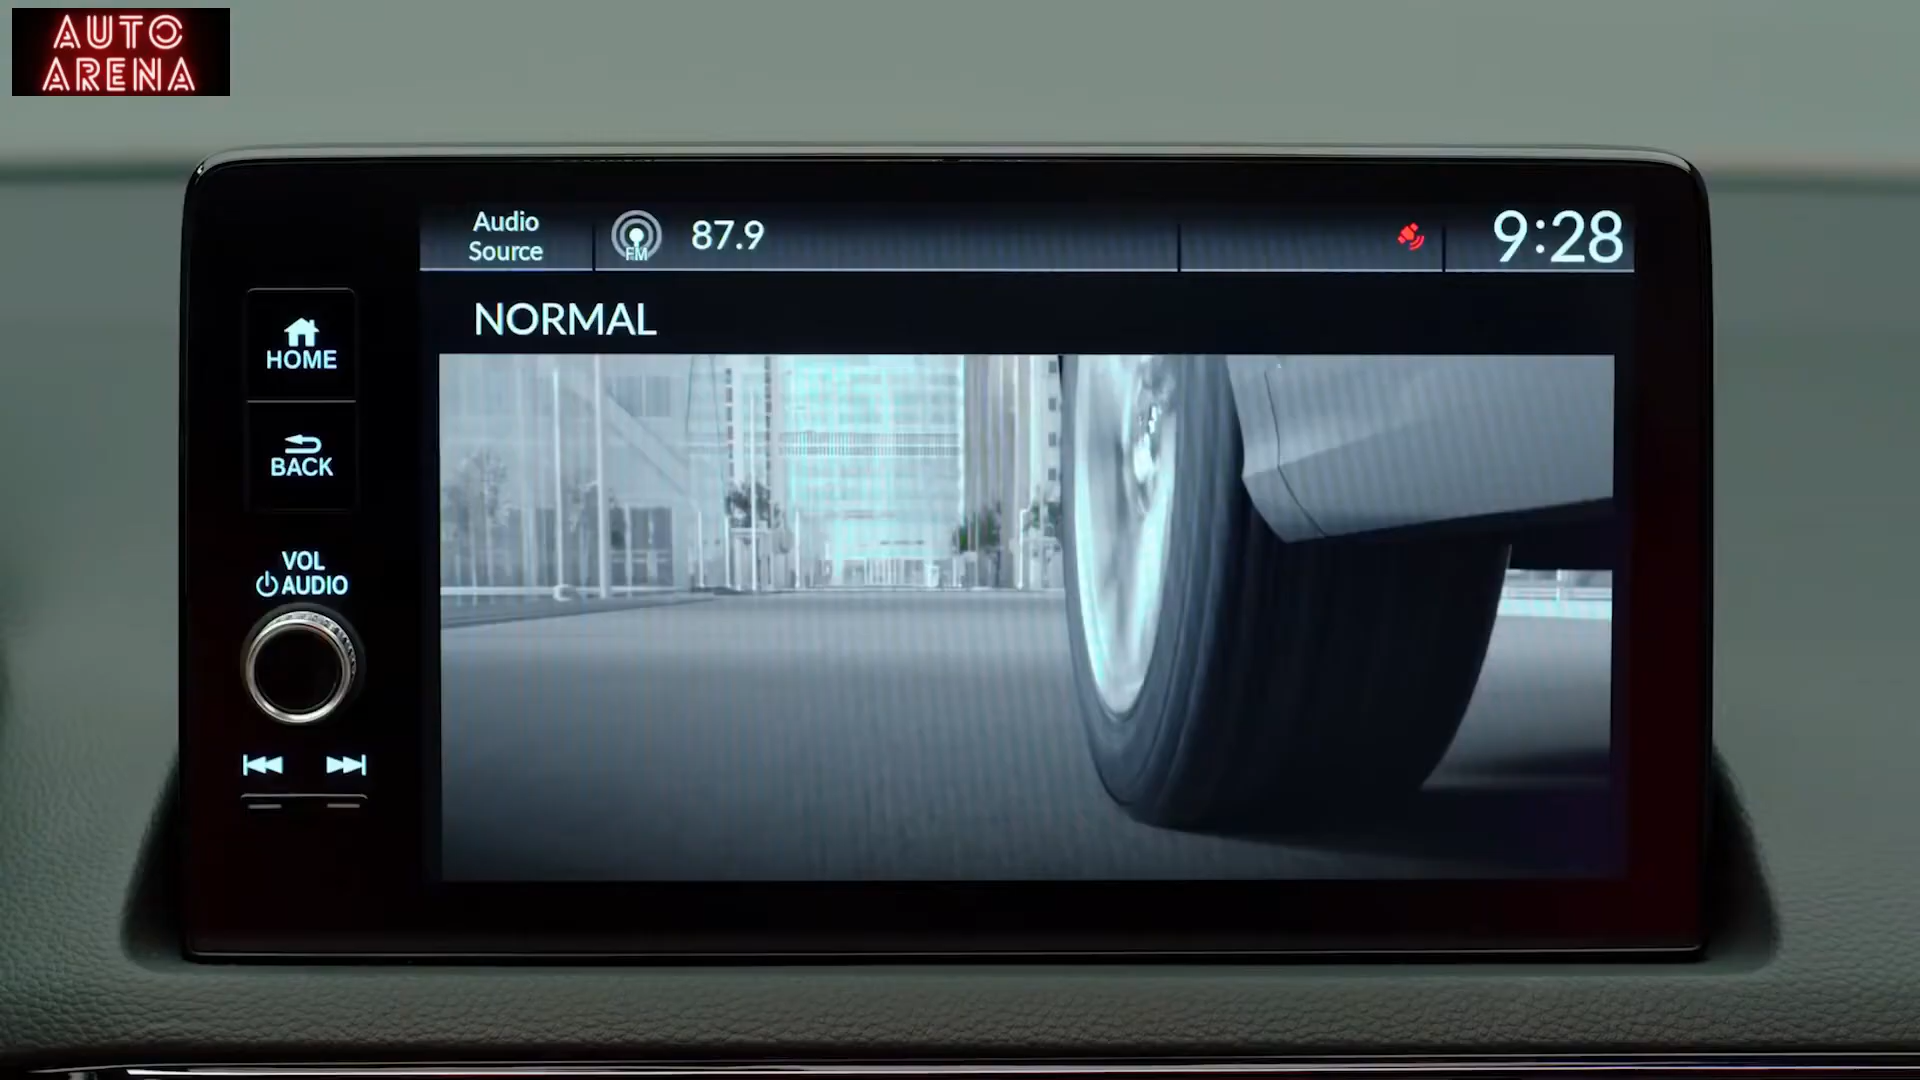 AUTO
ARENA
Audio
Source
FM
87.9
9:28
NORMAL
HOME
BACK
VOL
AUDIO